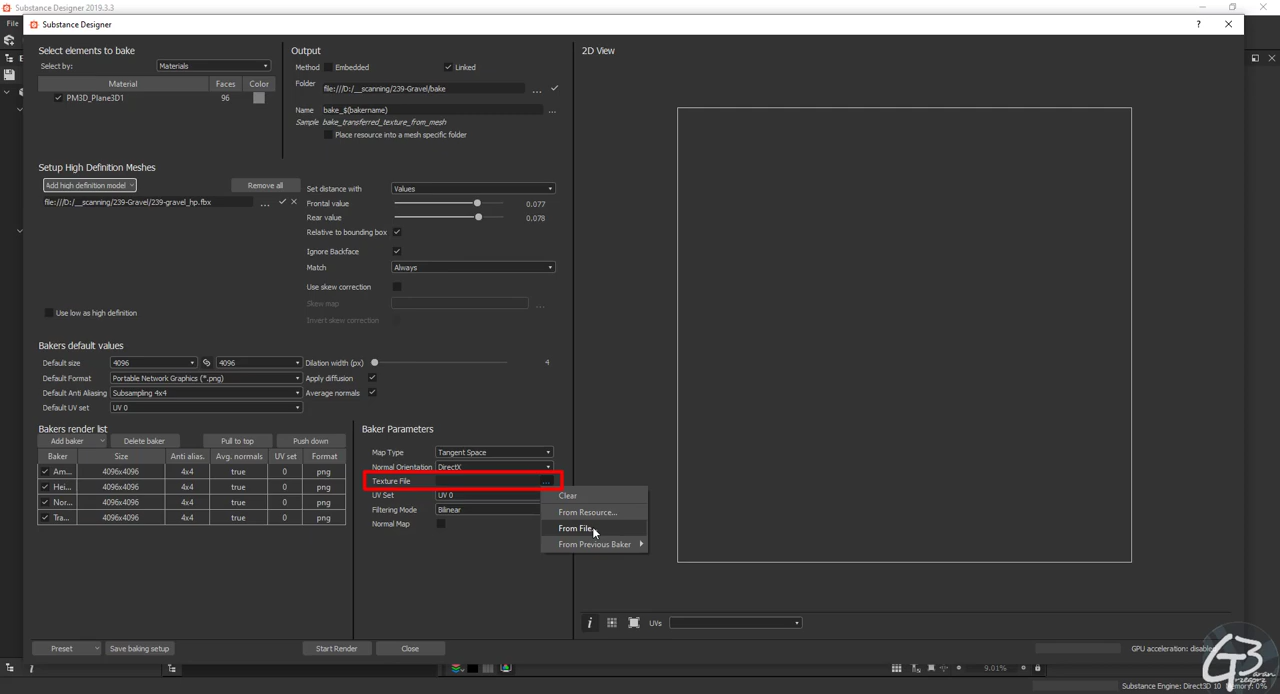 Substance Designer 2019.3.3
File
Substance Designer
Select elements to bake
Select by: Materials
Material Faces Color
PM3D_Plane3D1 96
Output
Method Embedded Linked
Folder file:///D:/__scanning/239-Gravel/bake ...
Name bake_$(bakername) ...
Sample bake_transferred_texture_from_mesh
Place resource into a mesh specific folder
2D View
Setup High Definition Meshes
Add high definition model Remove all
file:///D:/__scanning/239-Gravel/239-gravel_hp.fbx ...
Use low as high definition
Set distance with Values
Frontal value 0.077
Rear value 0.078
Relative to bounding box
Ignore Backface
Match Always
Use skew correction
Skew map ...
Invert skew correction
Bakers default values
Default size 4096 4096 Dilation width (px) 4
Default Format Portable Network Graphics (*.png) Apply diffusion
Default Anti Aliasing Subsampling 4x4 Average normals
Default UV set UV 0
Bakers render list
Add baker Delete baker Pull to top Push down
Baker Size Anti alias. Avg. normals UV set Format
Am... 4096x4096 4x4 true 0 png
Hei... 4096x4096 4x4 true 0 png
Nor... 4096x4096 4x4 true 0 png
Tra... 4096x4096 4x4 true 0 png
Baker Parameters
Map Type Tangent Space
Normal Orientation DirectX
Texture File ...
UV Set UV 0
Filtering Mode Bilinear
Normal Map
Clear
From Resource...
From File...
From Previous Baker
i UVs
Preset Save baking setup Start Render Close
GPU acceleration: disable
9.01%
Substance Engine: Direct3D 10 Memory: 0%